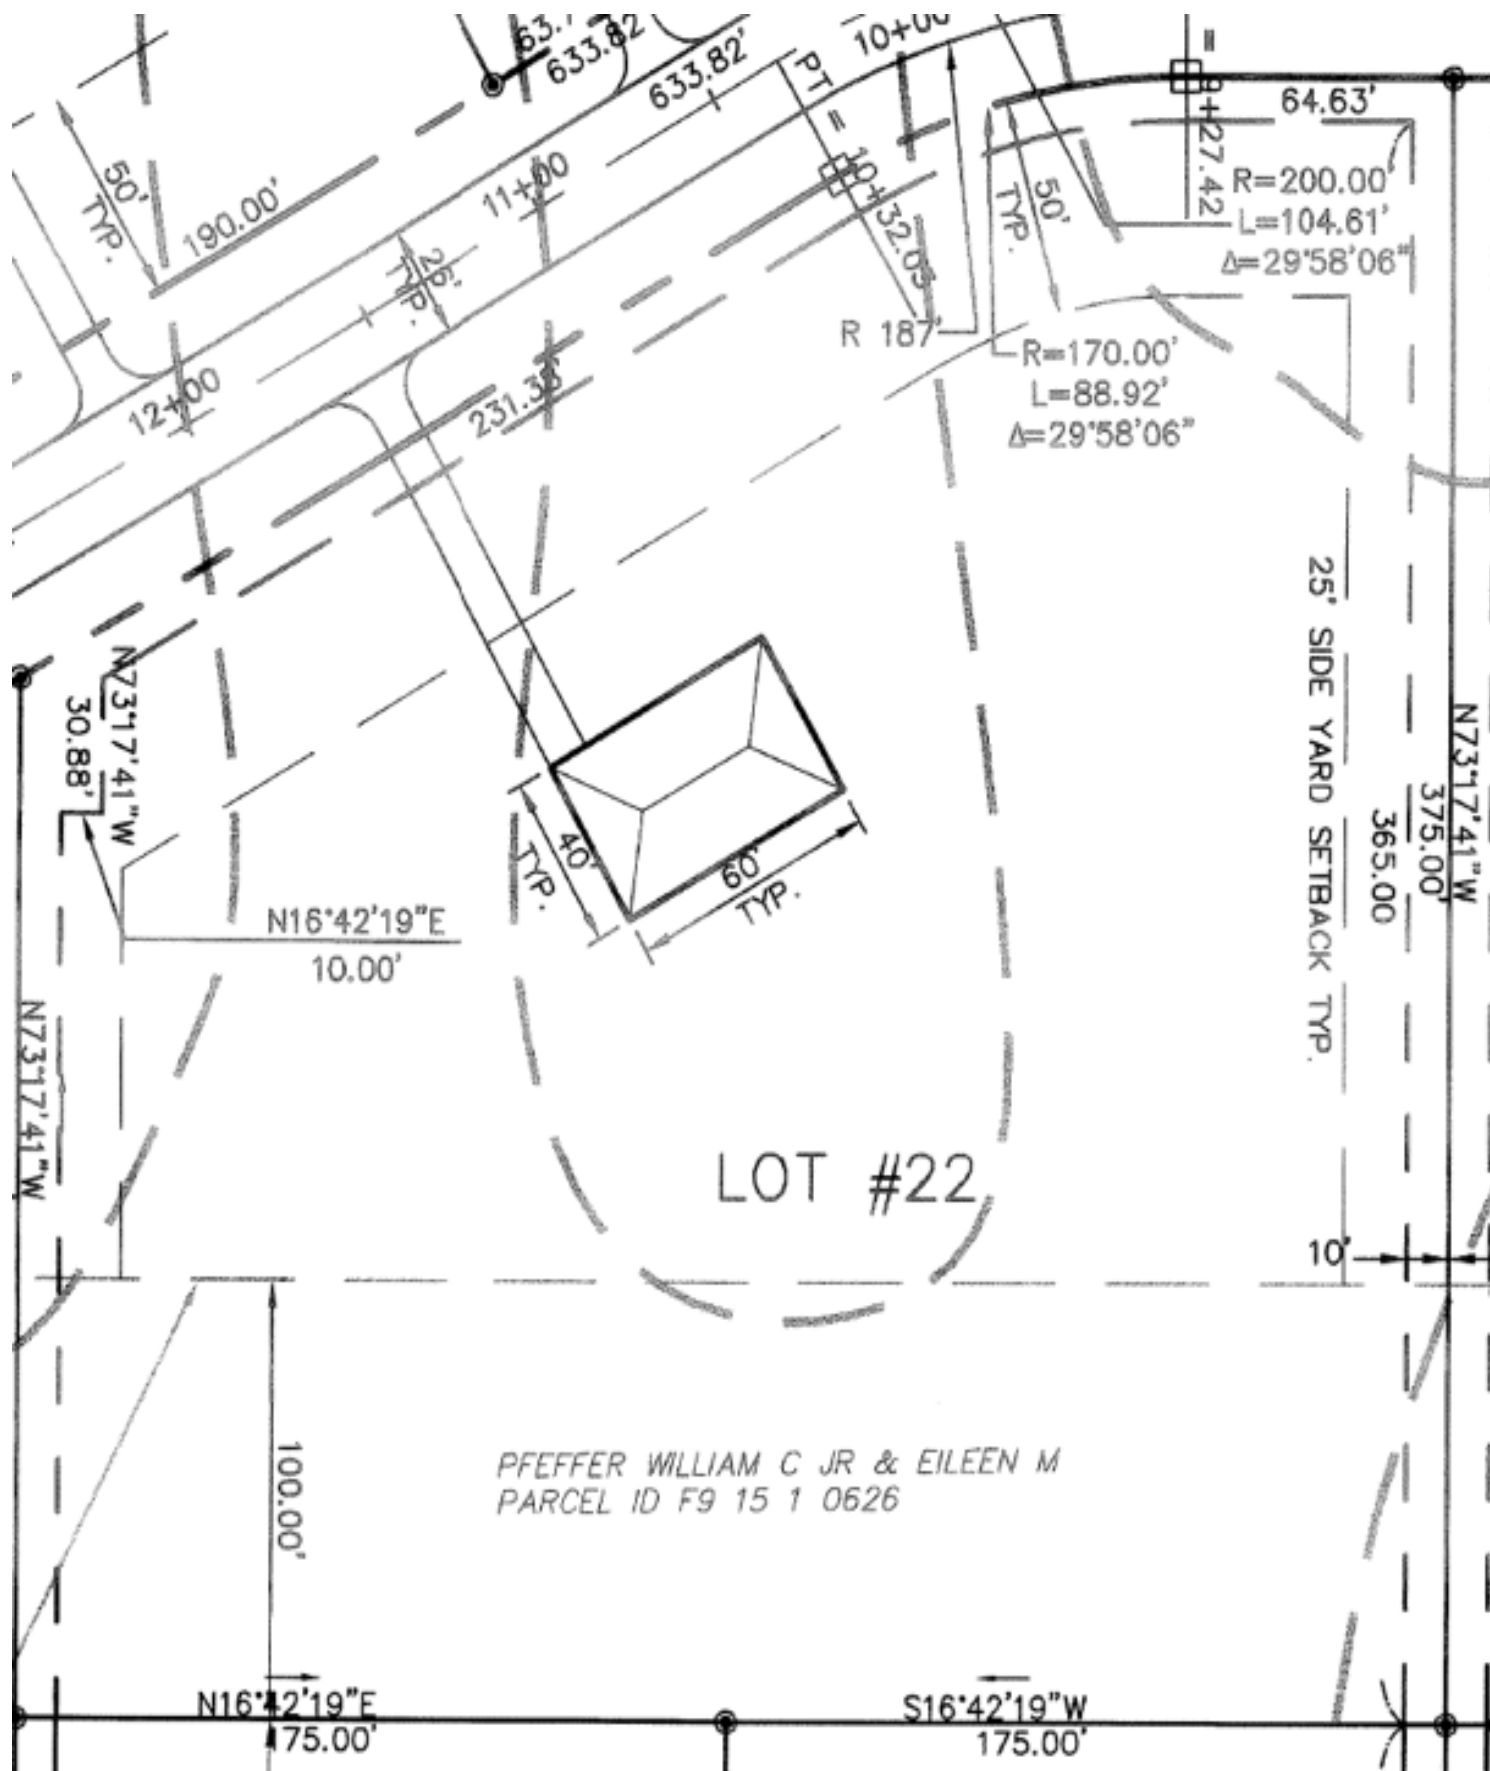 633.82
633.82'
10+00
PT = 10+32.05
= 9+27.42
64.63'
50'
TYP.
190.00'
11+00
26'
TYP.
50'
TYP.
R=200.00'
L=104.61'
Δ=29°58'06"
R 187'
R=170.00'
L=88.92'
Δ=29°58'06"
12+00
231.38'
N73°17'41"W
30.88'
25' SIDE YARD SETBACK TYP.
N73°17'41"W
375.00'
365.00
40'
TYP.
60'
TYP.
N16°42'19"E
10.00'
N73°17'41"W
LOT #22
10'
100.00'
PFEFFER WILLIAM C JR & EILEEN M
PARCEL ID F9 15 1 0626
N16°42'19"E
175.00'
S16°42'19"W
175.00'